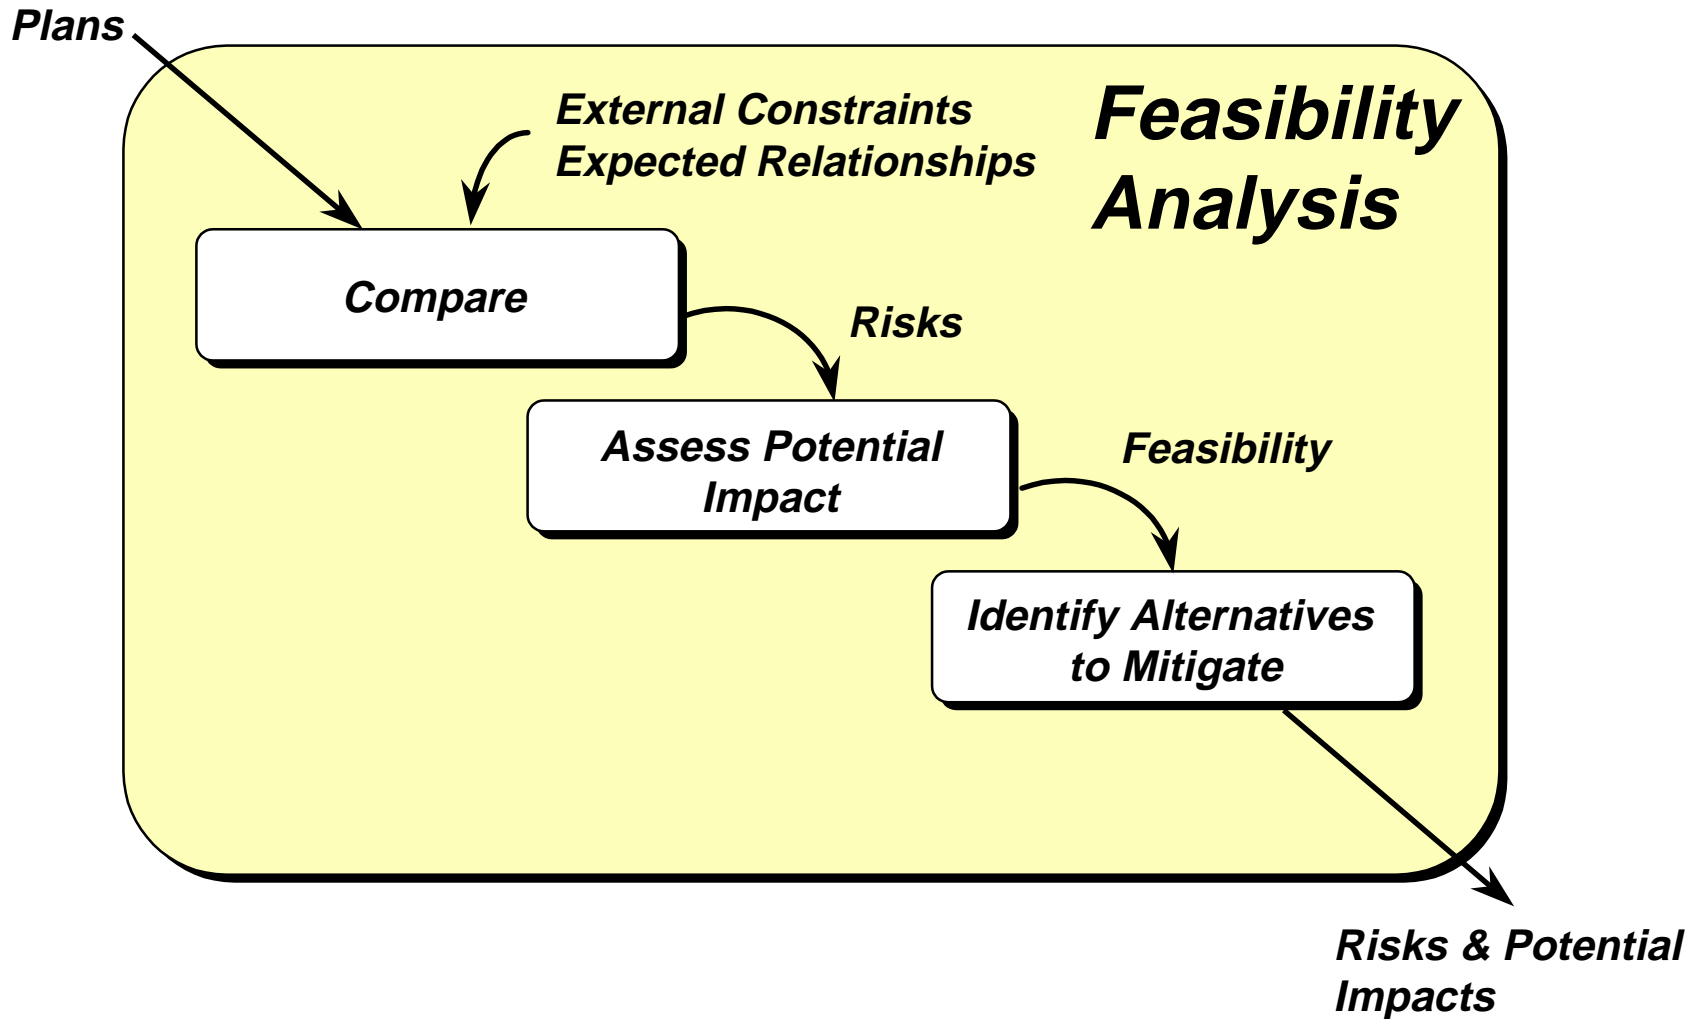 Plans
External Constraints
Expected Relationships
Feasibility
Analysis
Compare
Risks
Assess Potential
Impact
Feasibility
Identify Alternatives
to Mitigate
Risks & Potential
Impacts